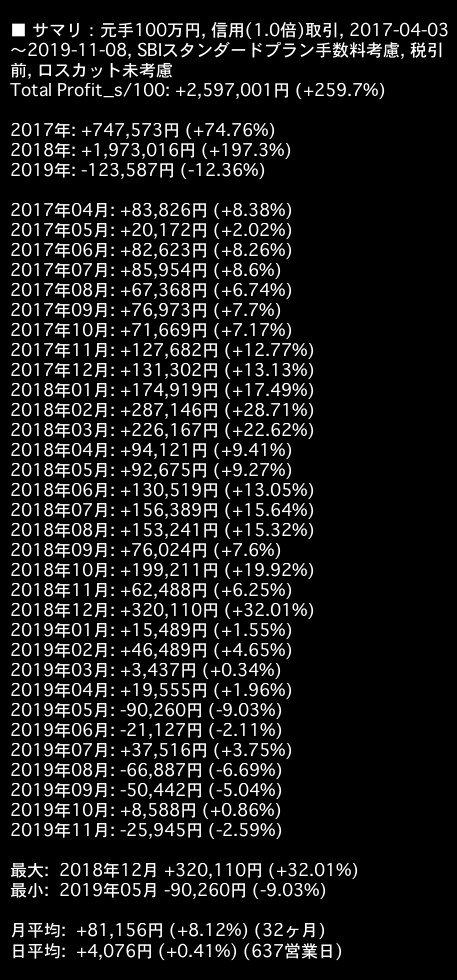 ■ サマリ：元手100万円, 信用(1.0倍)取引, 2017-04-03
〜2019-11-08, SBIスタンダードプラン手数料考慮, 税引
前, ロスカット未考慮
Total Profit_s/100: +2,597,001円 (+259.7%)
2017年: +747,573円 (+74.76%)
2018年: +1,973,016円 (+197.3%)
2019年: -123,587円 (-12.36%)
2017年04月: +83,826円 (+8.38%)
2017年05月: +20,172円 (+2.02%)
2017年06月: +82,623円 (+8.26%)
2017年07月: +85,954円 (+8.6%)
2017年08月: +67,368円 (+6.74%)
2017年09月: +76,973円 (+7.7%)
2017年10月: +71,669円 (+7.17%)
2017年11月: +127,682円 (+12.77%)
2017年12月: +131,302円 (+13.13%)
2018年01月: +174,919円 (+17.49%)
2018年02月: +287,146円 (+28.71%)
2018年03月: +226,167円 (+22.62%)
2018年04月: +94,121円 (+9.41%)
2018年05月: +92,675円 (+9.27%)
2018年06月: +130,519円 (+13.05%)
2018年07月: +156,389円 (+15.64%)
2018年08月: +153,241円 (+15.32%)
2018年09月: +76,024円 (+7.6%)
2018年10月: +199,211円 (+19.92%)
2018年11月: +62,488円 (+6.25%)
2018年12月: +320,110円 (+32.01%)
2019年01月: +15,489円 (+1.55%)
2019年02月: +46,489円 (+4.65%)
2019年03月: +3,437円 (+0.34%)
2019年04月: +19,555円 (+1.96%)
2019年05月: -90,260円 (-9.03%)
2019年06月: -21,127円 (-2.11%)
2019年07月: +37,516円 (+3.75%)
2019年08月: -66,887円 (-6.69%)
2019年09月: -50,442円 (-5.04%)
2019年10月: +8,588円 (+0.86%)
2019年11月: -25,945円 (-2.59%)
最大: 2018年12月 +320,110円 (+32.01%)
最小: 2019年05月 -90,260円 (-9.03%)
月平均: +81,156円 (+8.12%) (32ヶ月)
日平均: +4,076円 (+0.41%) (637営業日)